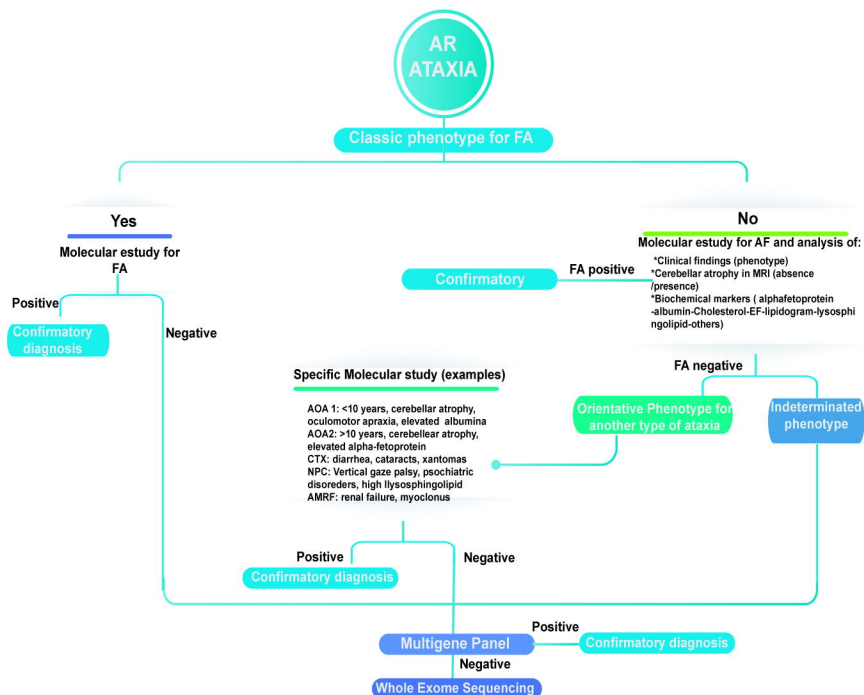 AR
ATAXIA
Classic phenotype for FA
Yes
Molecular estudy for
FA
Positive
Confirmatory
diagnosis
Negative
No
Molecular estudy for AF and analysis of:
*Clinical findings (phenotype)
*Cerebellar atrophy in MRI (absence
/presence)
*Biochemical markers ( alphafetoprotein
-albumin-Cholesterol-EF-lipidogram-lysosphi
ngolipid-others)
FA positive
Confirmatory
FA negative
Orientative Phenotype for
another type of ataxia
Indeterminated
phenotype
Specific Molecular study (examples)
AOA 1: <10 years, cerebellar atrophy,
oculomotor apraxia, elevated albumina
AOA2: >10 years, cerebellear atrophy,
elevated alpha-fetoprotein
CTX: diarrhea, cataracts, xantomas
NPC: Vertical gaze palsy, psochiatric
disoreders, high llysosphingolipid
AMRF: renal failure, myoclonus
Positive
Confirmatory diagnosis
Negative
Multigene Panel
Positive
Confirmatory diagnosis
Negative
Whole Exome Sequencing